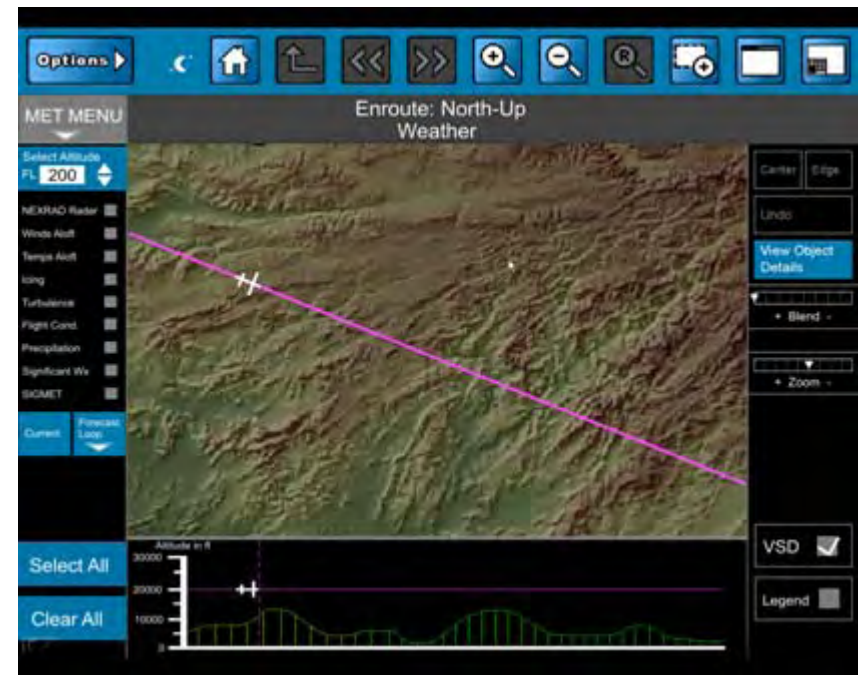 Options
R
MET MENU
Enroute: North-Up
Weather
Select Altitude
FL 200
NEXRAD Radar
Winds Aloft
Temps Aloft
Icing
Turbulence
Flight Cond.
Precipitation
Significant Wx
SIGMET
Current
Forecast
Loop
Select All
Clear All
Center
Edge
Undo
View Object
Details
+ Blend -
+ Zoom -
VSD
Legend
Altitude in ft
30000
20000
10000
0